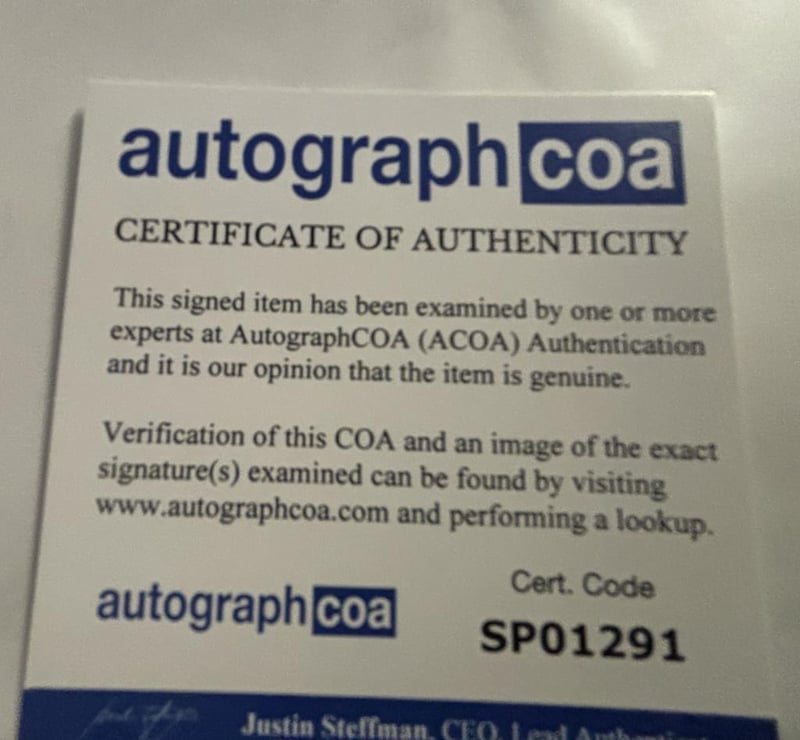 autographcoa
CERTIFICATE OF AUTHENTICITY
This signed item has been examined by one or more
experts at AutographCOA (ACOA) Authentication
and it is our opinion that the item is genuine.
Verification of this COA and an image of the exact
signature(s) examined can be found by visiting
www.autographcoa.com and performing a lookup.
Cert. Code
autographcoa
SP01291
Justin Steffman, CEO, Lead